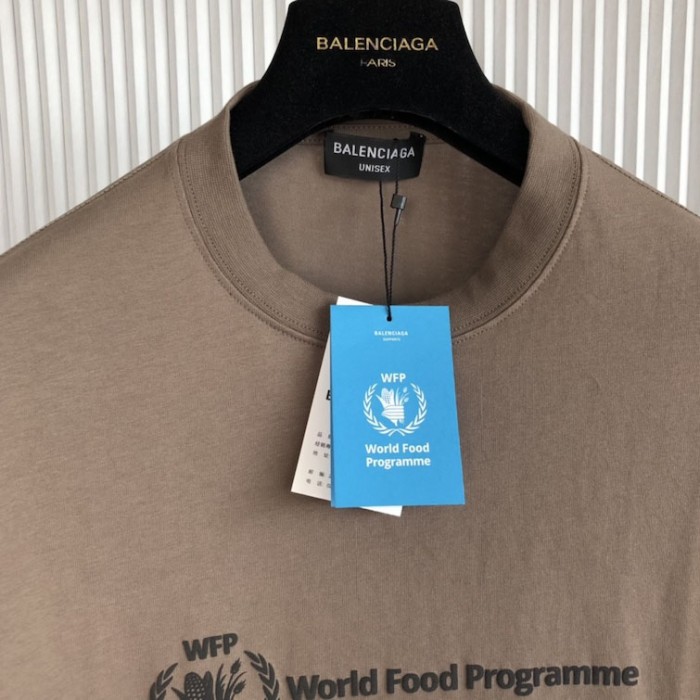 BALENCIAGA
PARIS
BALENCIAGA
UNISEX
BALENCIAGA
WFP
World Food
Programme
WFP
World Food Programme